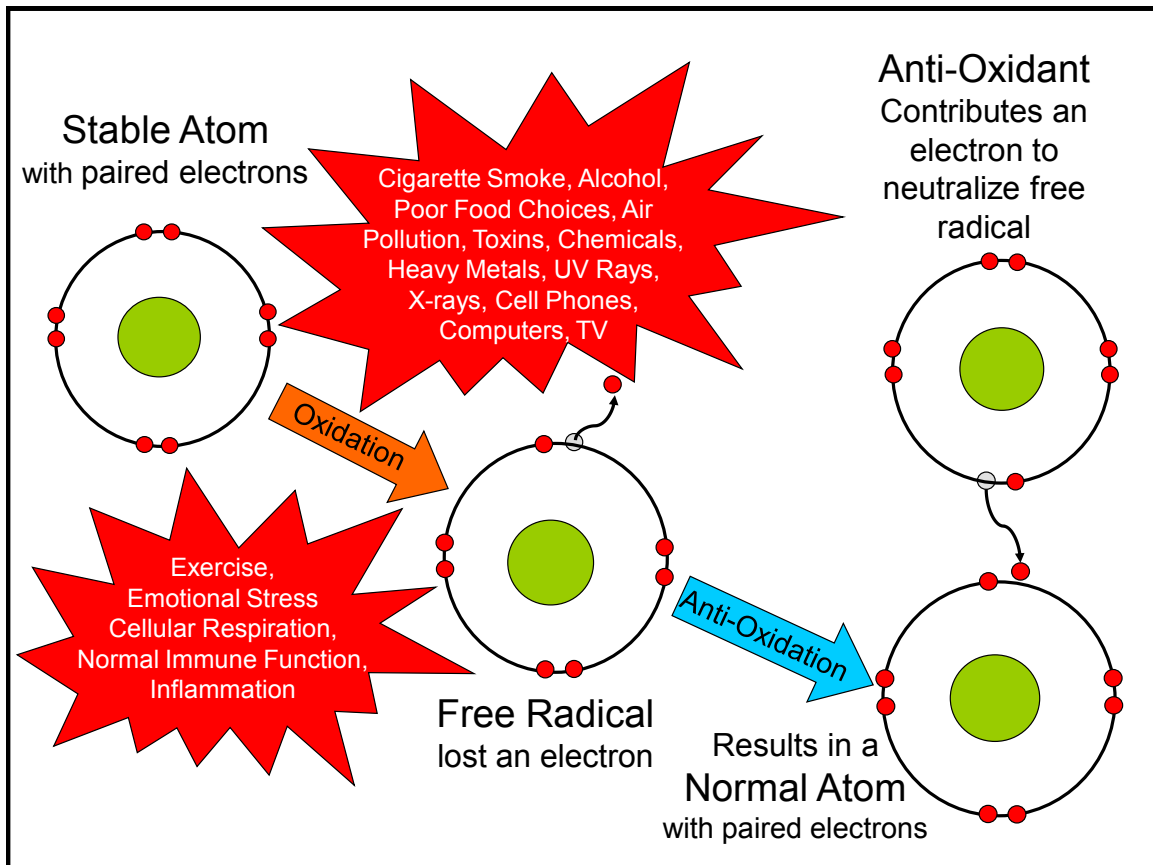 Stable Atom
with paired electrons
Cigarette Smoke, Alcohol,
Poor Food Choices, Air
Pollution, Toxins, Chemicals,
Heavy Metals, UV Rays,
X-rays, Cell Phones,
Computers, TV
Anti-Oxidant
Contributes an
electron to
neutralize free
radical
Oxidation
Exercise,
Emotional Stress
Cellular Respiration,
Normal Immune Function,
Inflammation
Free Radical
lost an electron
Anti-Oxidation
Results in a
Normal Atom
with paired electrons